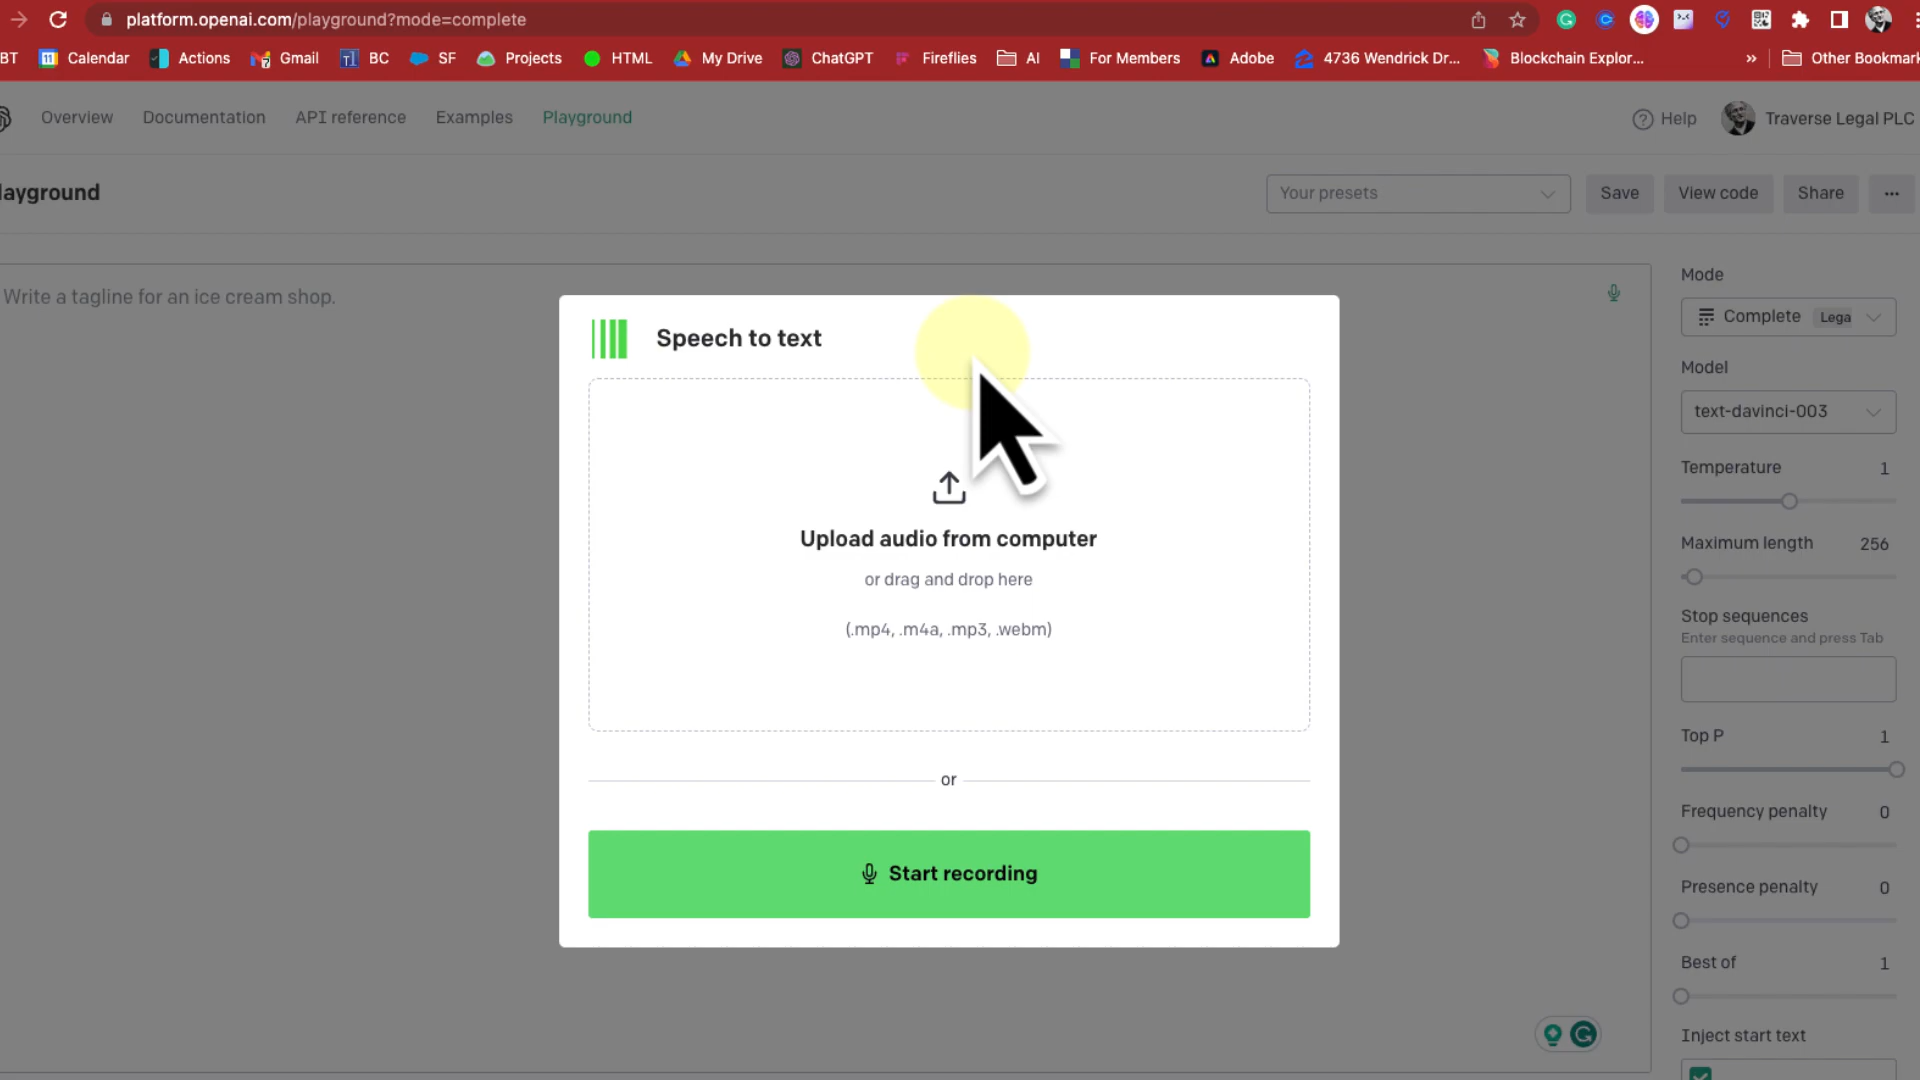 platform.openai.com/playground?mode=complete
BT Calendar Actions Gmail BC SF Projects HTML My Drive ChatGPT Fireflies AI For Members Adobe 4736 Wendrick Dr... Blockchain Explor... » Other Bookmark
Overview Documentation API reference Examples Playground Help Traverse Legal PLC
layground Your presets Save View code Share ...
Write a tagline for an ice cream shop.
Speech to text
Upload audio from computer
or drag and drop here
(.mp4, .m4a, .mp3, .webm)
or
Start recording
Mode
Complete Lega
Model
text-davinci-003
Temperature 1
Maximum length 256
Stop sequences
Enter sequence and press Tab
Top P 1
Frequency penalty 0
Presence penalty 0
Best of 1
Inject start text